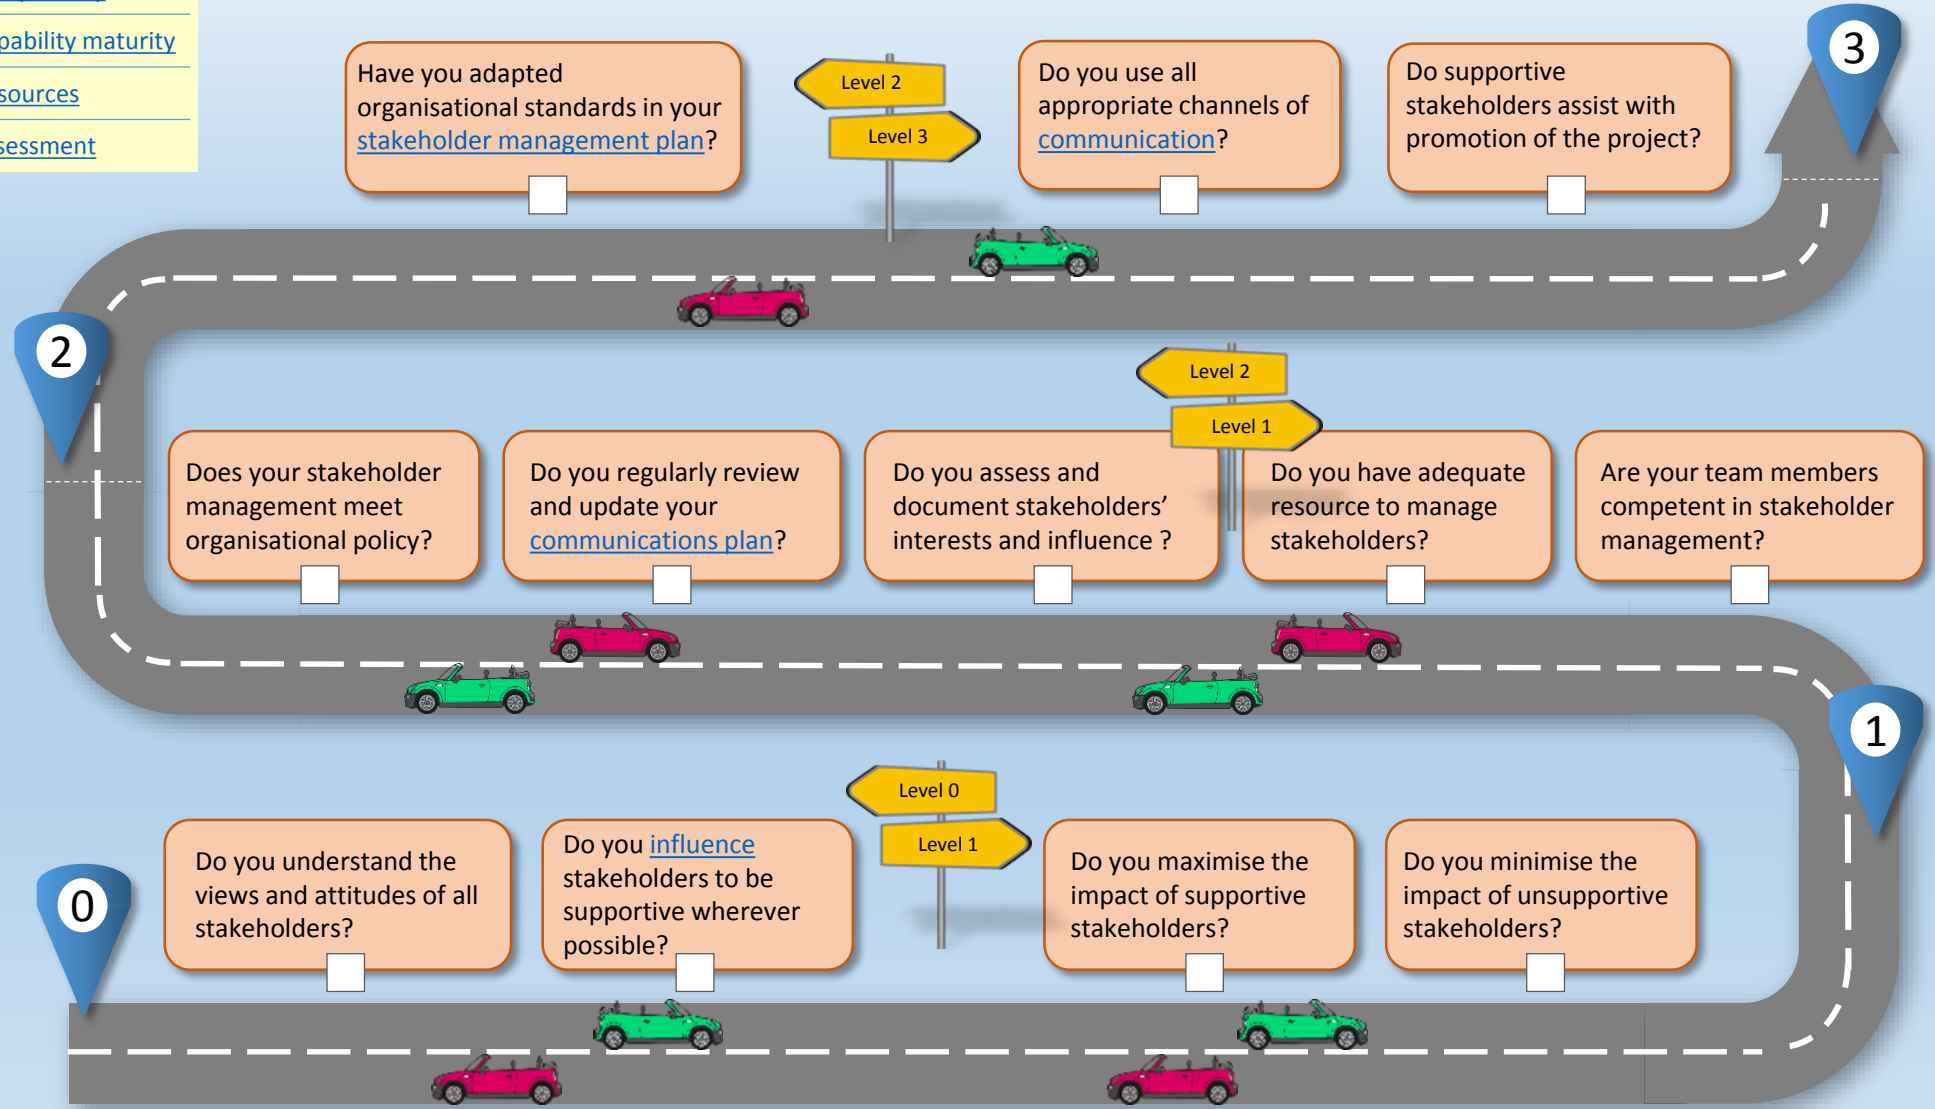 pability maturity
sources
sessment
3
Have you adapted
organisational standards in your
stakeholder management plan?
Level 2
Level 3
Do you use all
appropriate channels of
communication?
Do supportive
stakeholders assist with
promotion of the project?
2
Level 2
Level 1
Does your stakeholder
management meet
organisational policy?
Do you regularly review
and update your
communications plan?
Do you assess and
document stakeholders’
interests and influence ?
Do you have adequate
resource to manage
stakeholders?
Are your team members
competent in stakeholder
management?
1
0
Do you understand the
views and attitudes of all
stakeholders?
Do you influence
stakeholders to be
supportive wherever
possible?
Level 0
Level 1
Do you maximise the
impact of supportive
stakeholders?
Do you minimise the
impact of unsupportive
stakeholders?